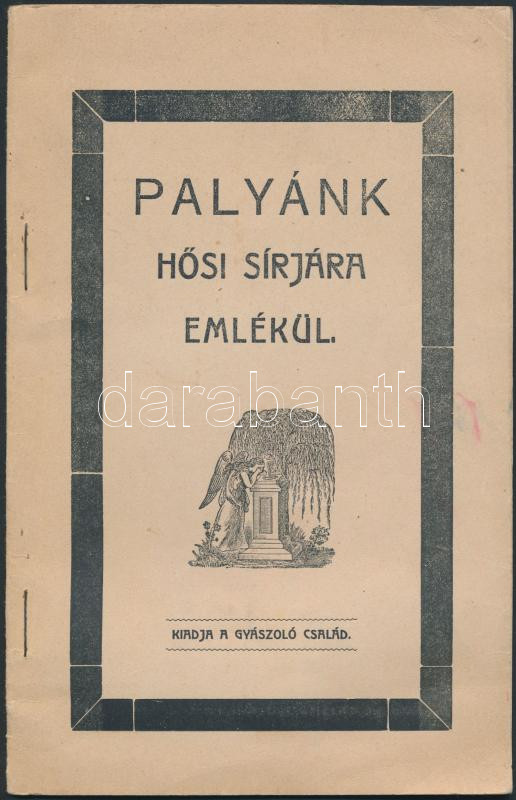 PALYÁNK
HŐSI SÍRJÁRA
EMLÉKÜL.
darabanth
KIADJA A GYÁSZOLÓ CSALÁD.